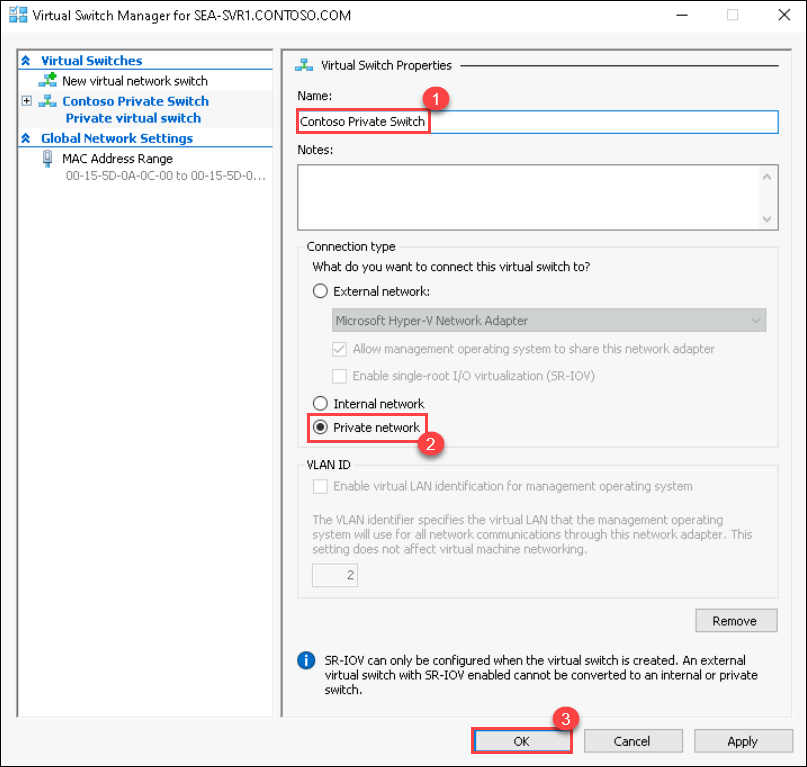 Virtual Switch Manager for SEA-SVR1.CONTOSO.COM
Virtual Switches
New virtual network switch
Contoso Private Switch
Private virtual switch
Global Network Settings
MAC Address Range
00-15-5D-0A-0C-00 to 00-15-5D-0...
Virtual Switch Properties
Name:
1
Contoso Private Switch
Notes:
Connection type
What do you want to connect this virtual switch to?
External network:
Microsoft Hyper-V Network Adapter
Allow management operating system to share this network adapter
Enable single-root I/O virtualization (SR-IOV)
Internal network
Private network
2
VLAN ID
Enable virtual LAN identification for management operating system
The VLAN identifier specifies the virtual LAN that the management operating
system will use for all network communications through this network adapter. This
setting does not affect virtual machine networking.
2
Remove
SR-IOV can only be configured when the virtual switch is created. An external
virtual switch with SR-IOV enabled cannot be converted to an internal or private
switch.
3
OK
Cancel
Apply